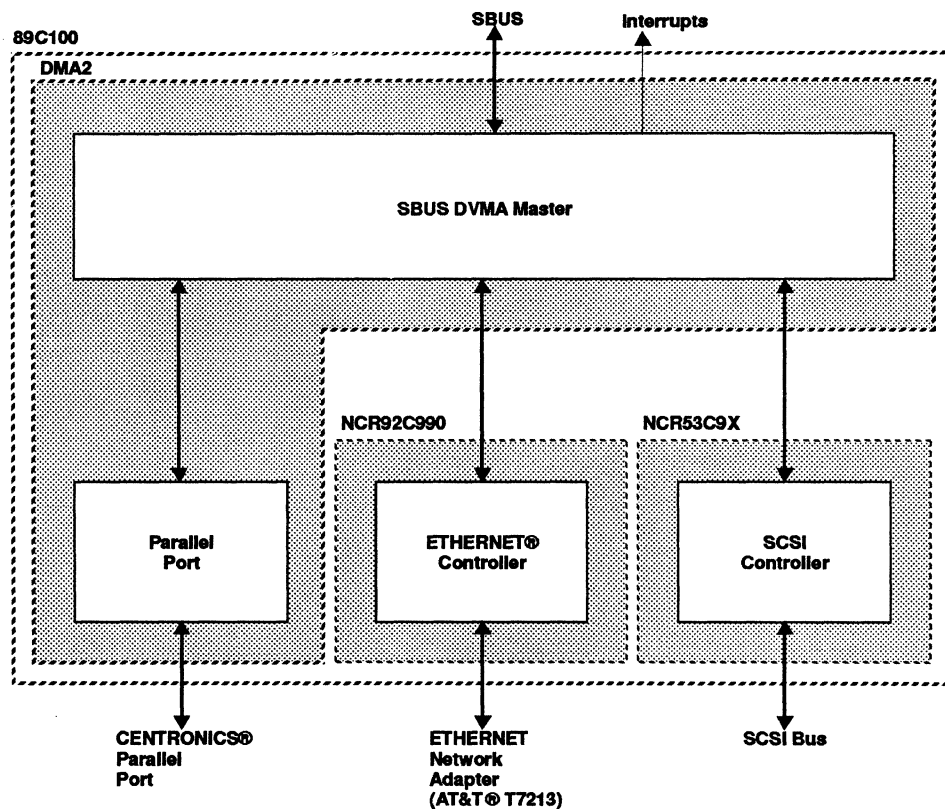 SBUS
Interrupts
89C100
DMA2
SBUS DVMA Master
NCR92C990
NCR53C9X
Parallel
Port
ETHERNET®
Controller
SCSI
Controller
CENTRONICS®
Parallel
Port
ETHERNET
Network
Adapter
(AT&T® T7213)
SCSI Bus